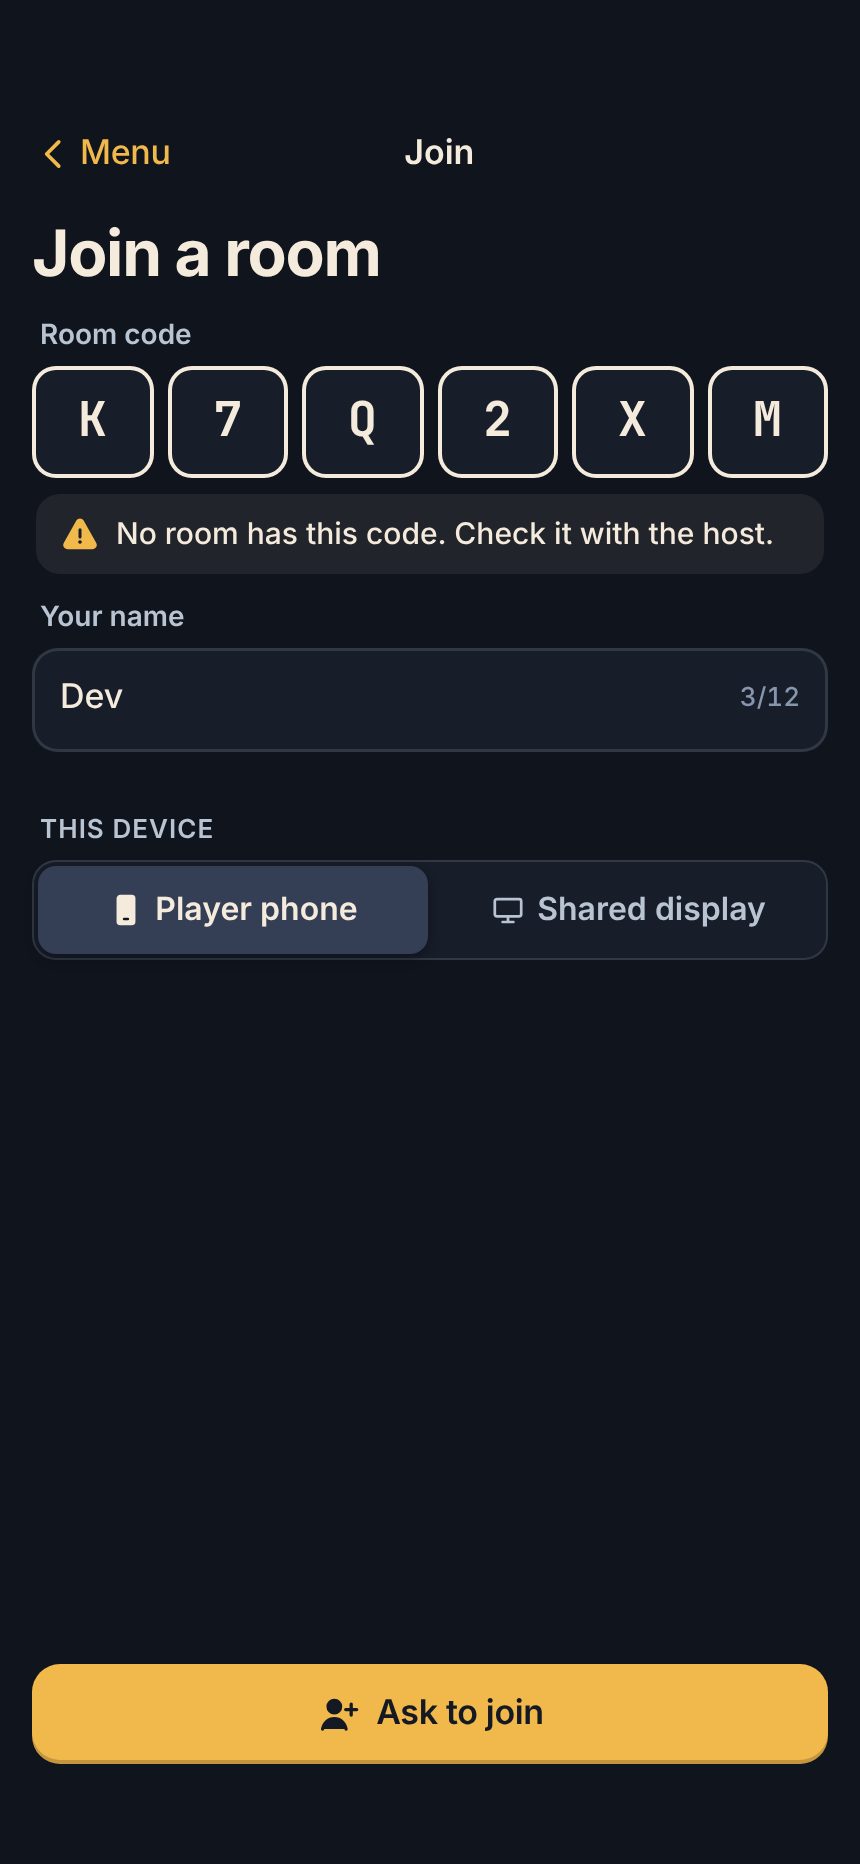 Menu
Join
Join a room
Room code
K 7 Q 2 X M
No room has this code. Check it with the host.
Your name
Dev
3/12
THIS DEVICE
Player phone
Shared display
Ask to join